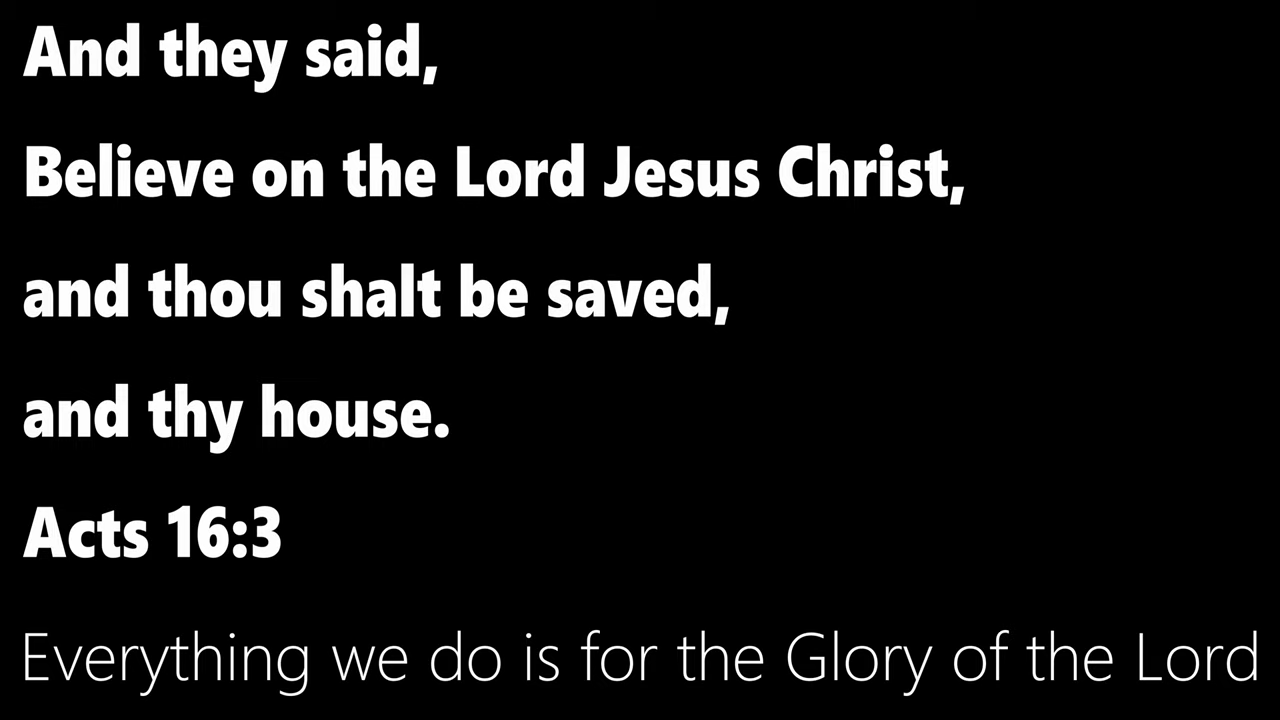 And they said,
Believe on the Lord Jesus Christ,
and thou shalt be saved,
and thy house.
Acts 16:3
Everything we do is for the Glory of the Lord